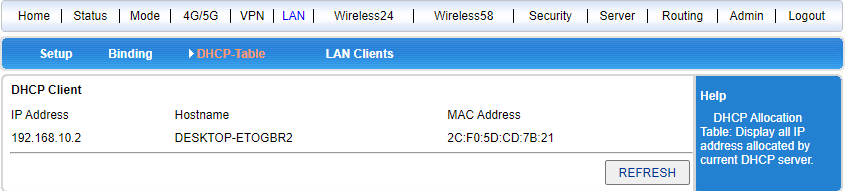 Home | Status | Mode | 4G/5G | VPN | LAN | Wireless24 | Wireless58 | Security | Server | Routing | Admin | Logout
Setup Binding DHCP-Table LAN Clients
DHCP Client
IP Address Hostname MAC Address
192.168.10.2 DESKTOP-ETOGBR2 2C:F0:5D:CD:7B:21
REFRESH
Help
DHCP Allocation
Table: Display all IP
address allocated by
current DHCP server.